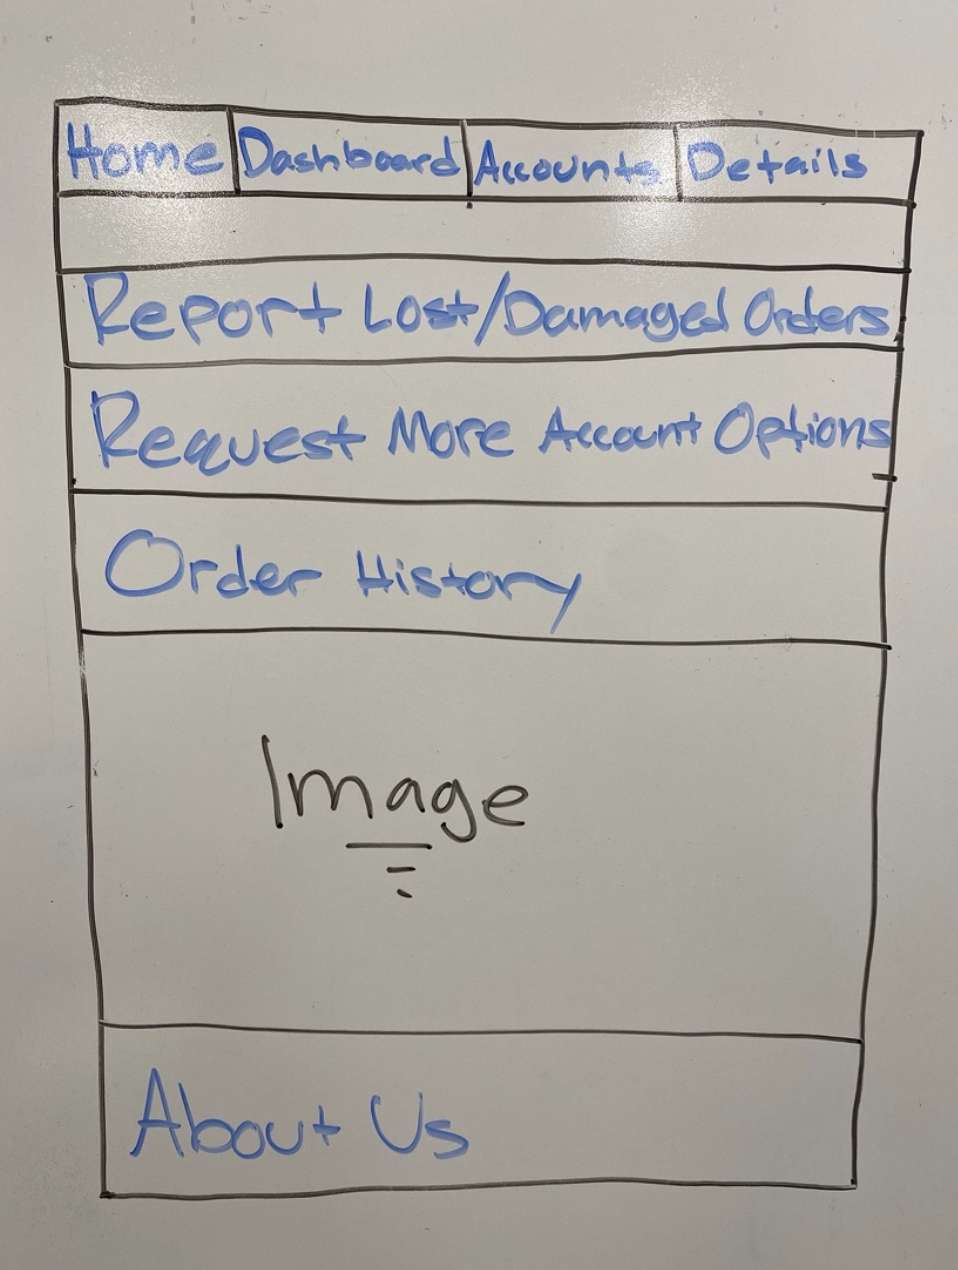 Home Dashboard Accounts Details
Report Lost/Damaged Orders
Request More Account Options
Order History
Image
About Us